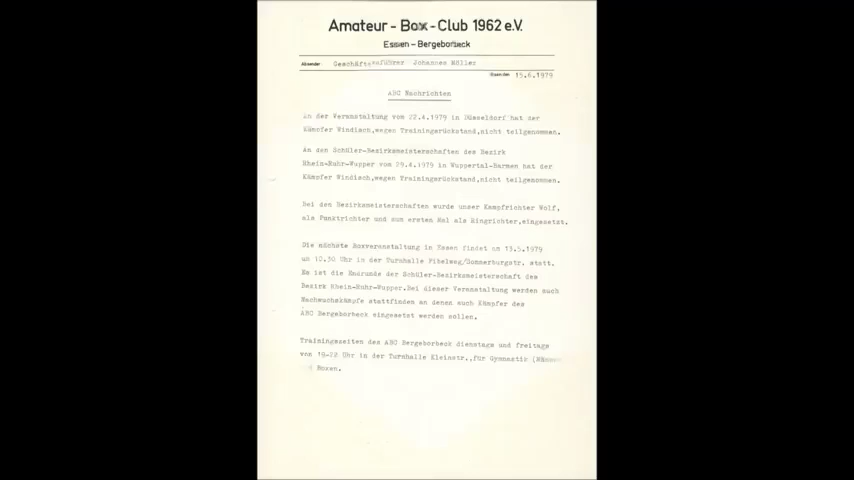 Amateur - Box - Club 1962 e.V.
Essen - Bergeborbeck
Absender: Geschäftsführer Johannes Möller
Essen den 15.6.1979
ABC Nachrichten
An der Veranstaltung vom 22.4.1979 in Düsseldorf hat der
Kämpfer Windisch,wegen Trainingsrückstand,nicht teilgenommen.
An den Schüler-Bezirksmeisterschaften des Bezirk
Rhein-Ruhr-Wupper vom 29.4.1979 in Wuppertal-Barmen hat der
Kämpfer Windisch,wegen Trainingsrückstand,nicht teilgenommen.
Bei den Bezirksmeisterschaften wurde unser Kampfrichter Wolf,
als Punktrichter und zum ersten Mal als Ringrichter,eingesetzt.
Die nächste Boxveranstaltung in Essen findet am 13.5.1979
um 10.30 Uhr in der Turnhalle Fibelweg/Donnerburgstr. statt.
Es ist die Endrunde der Schüler-Bezirksmeisterschaft des
Bezirk Rhein-Ruhr-Wupper.Bei dieser Veranstaltung werden auch
Nachwuchskämpfe stattfinden an denen auch Kämpfer des
ABC Bergeborbeck eingesetzt werden sollen.
Trainingszeiten des ABC Bergeborbeck dienstags und freitags
von 19-22 Uhr in der Turnhalle Kleinstr.,für Gymnastik
Boxen.